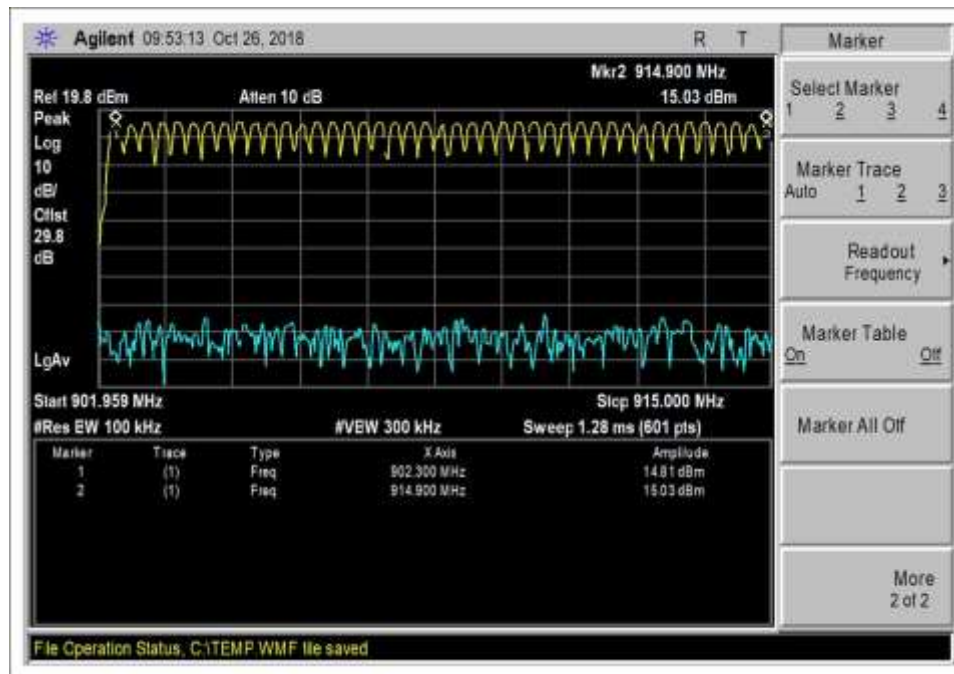 Agilent 09:53:13 Oct 26, 2018 R T
Mkr2 914.900 MHz
Ref 19.8 dBm Atten 10 dB 15.03 dBm
Peak
Log
10
dB/
Offst
29.8
dB
LgAv
Start 901.959 MHz Stop 915.000 MHz
#Res BW 100 kHz #VBW 300 kHz Sweep 1.28 ms (601 pts)
Marker Trace Type X Axis Amplitude
1 (1) Freq 902.300 MHz 14.81 dBm
2 (1) Freq 914.900 MHz 15.03 dBm
File Operation Status, C:\TEMP.WMF file saved
Marker
Select Marker
1 2 3 4
Marker Trace
Auto 1 2 3
Readout
Frequency
Marker Table
On Off
Marker All Off
More
2 of 2